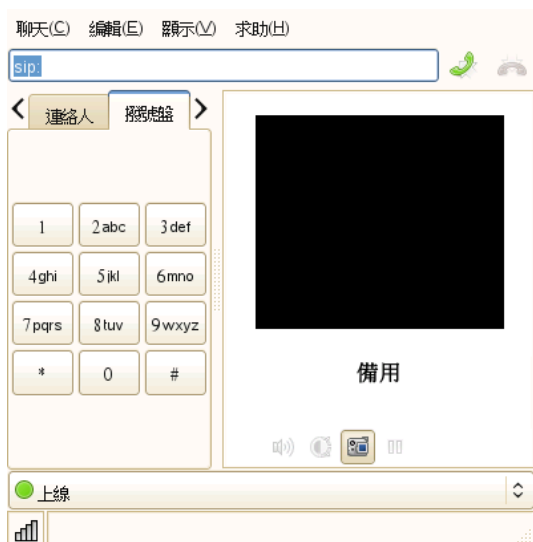 聊天(C) 編輯(E) 顯示(V) 求助(H)
sip:
連絡人 撥號盤
1 2abc 3def
4ghi 5jkl 6mno
7pqrs 8tuv 9wxyz
* 0 #
備用
上線